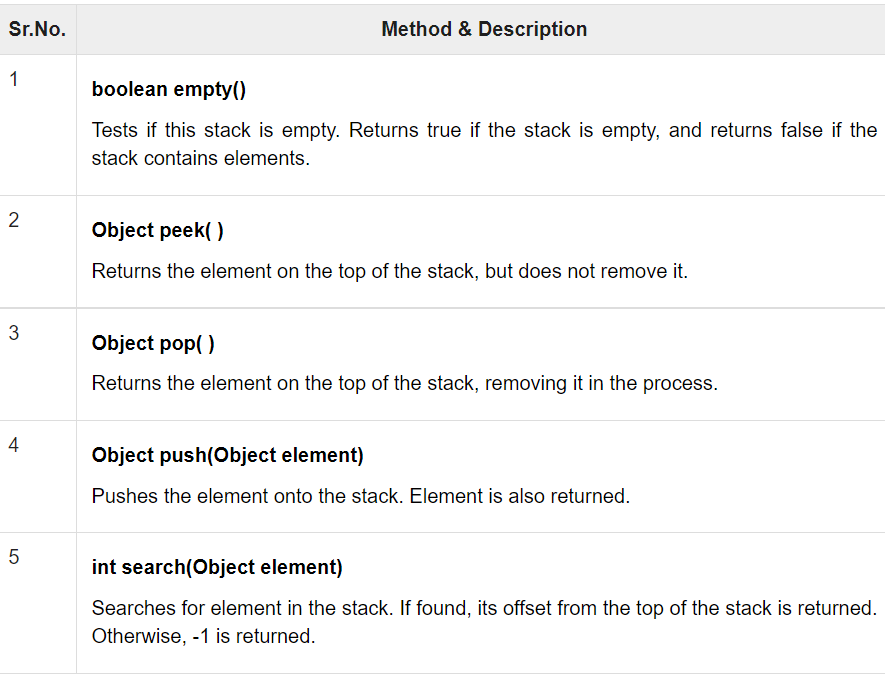 Sr.No. Method & Description
1
boolean empty()
Tests if this stack is empty. Returns true if the stack is empty, and returns false if the
stack contains elements.
2
Object peek( )
Returns the element on the top of the stack, but does not remove it.
3
Object pop( )
Returns the element on the top of the stack, removing it in the process.
4
Object push(Object element)
Pushes the element onto the stack. Element is also returned.
5
int search(Object element)
Searches for element in the stack. If found, its offset from the top of the stack is returned.
Otherwise, -1 is returned.